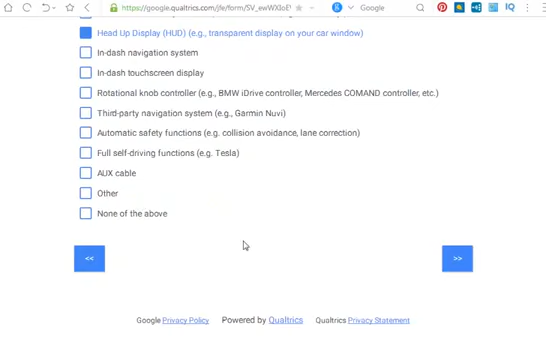 https://google.qualtrics.com/jfe/form/SV_ewWXIoE
Google
Head Up Display (HUD) (e.g., transparent display on your car window)
In-dash navigation system
In-dash touchscreen display
Rotational knob controller (e.g., BMW iDrive controller, Mercedes COMAND controller, etc.)
Third-party navigation system (e.g., Garmin Nuvi)
Automatic safety functions (e.g. collision avoidance, lane correction)
Full self-driving functions (e.g. Tesla)
AUX cable
Other
None of the above
<< >>
Google Privacy Policy Powered by Qualtrics Qualtrics Privacy Statement